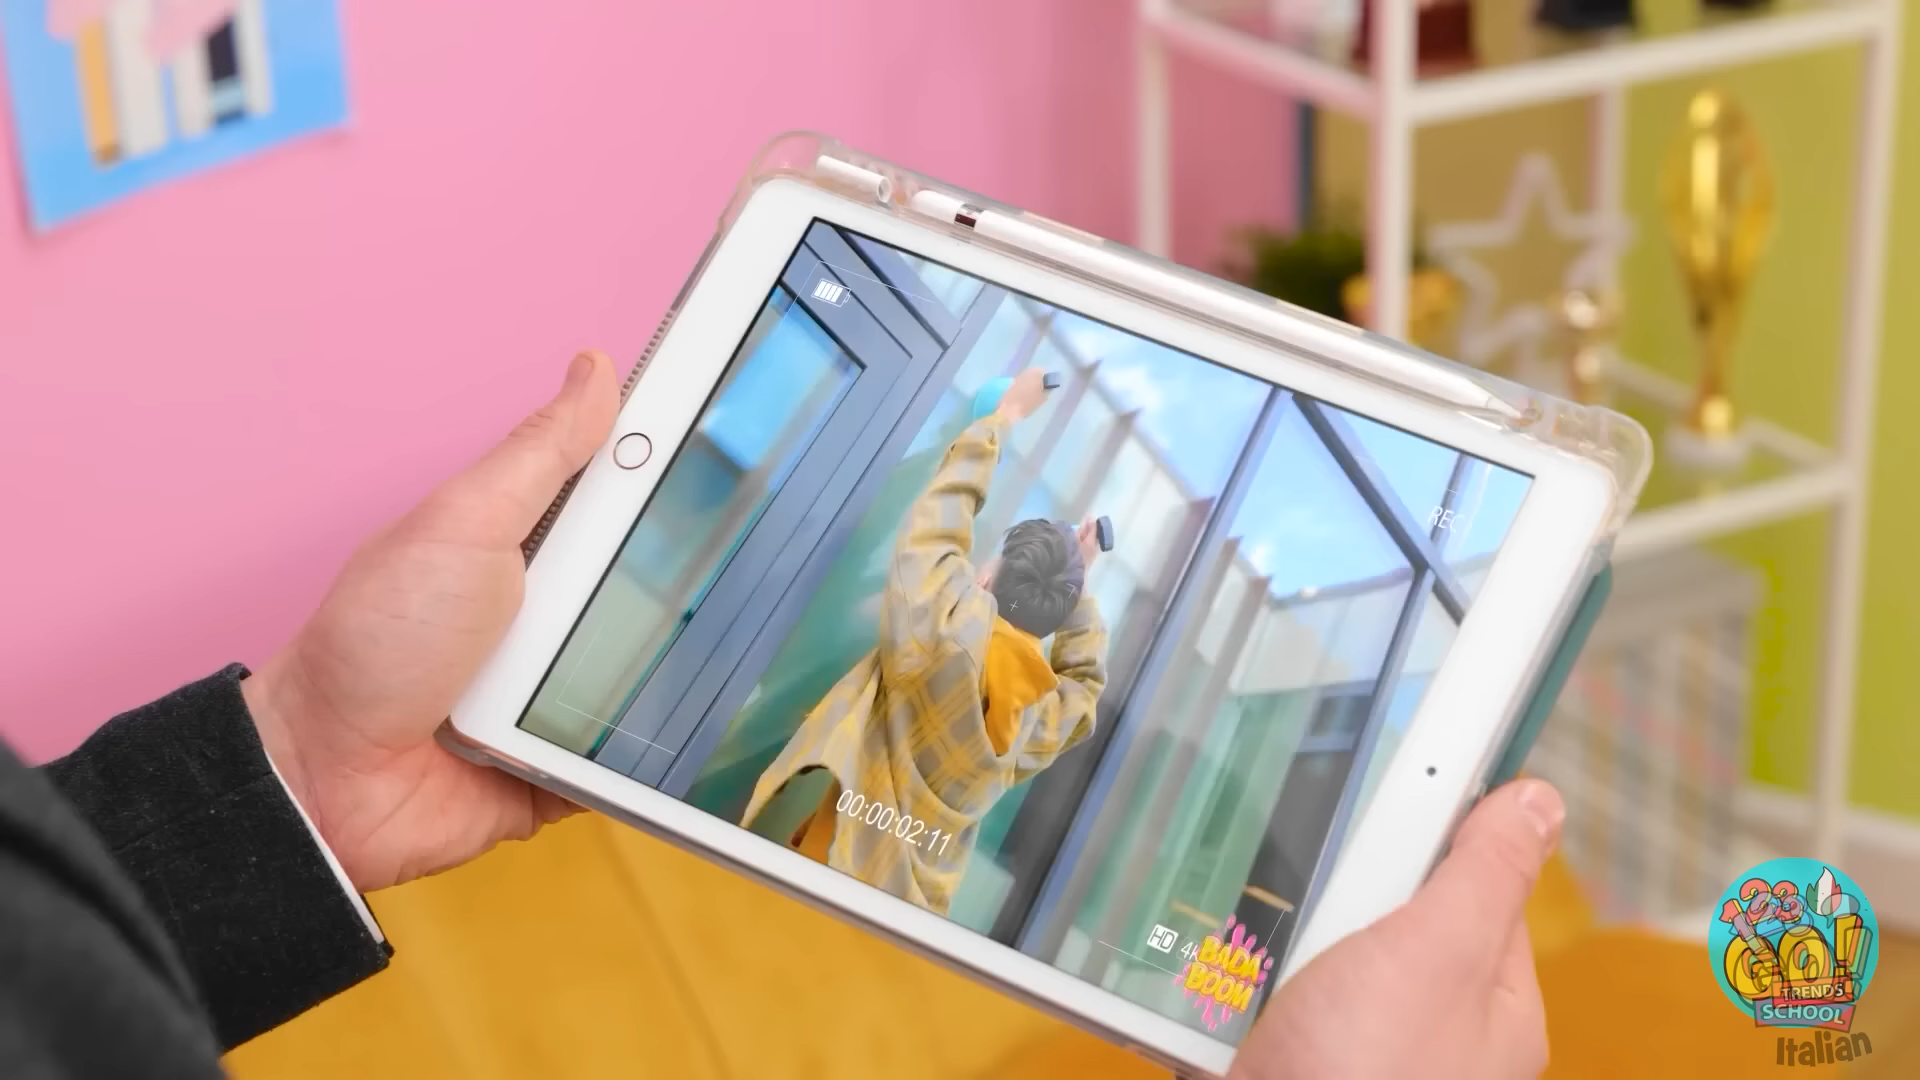 REC
00:00:02:11
HD 4K
BADA
BOOM
123
GO!
TRENDS
SCHOOL
Italian